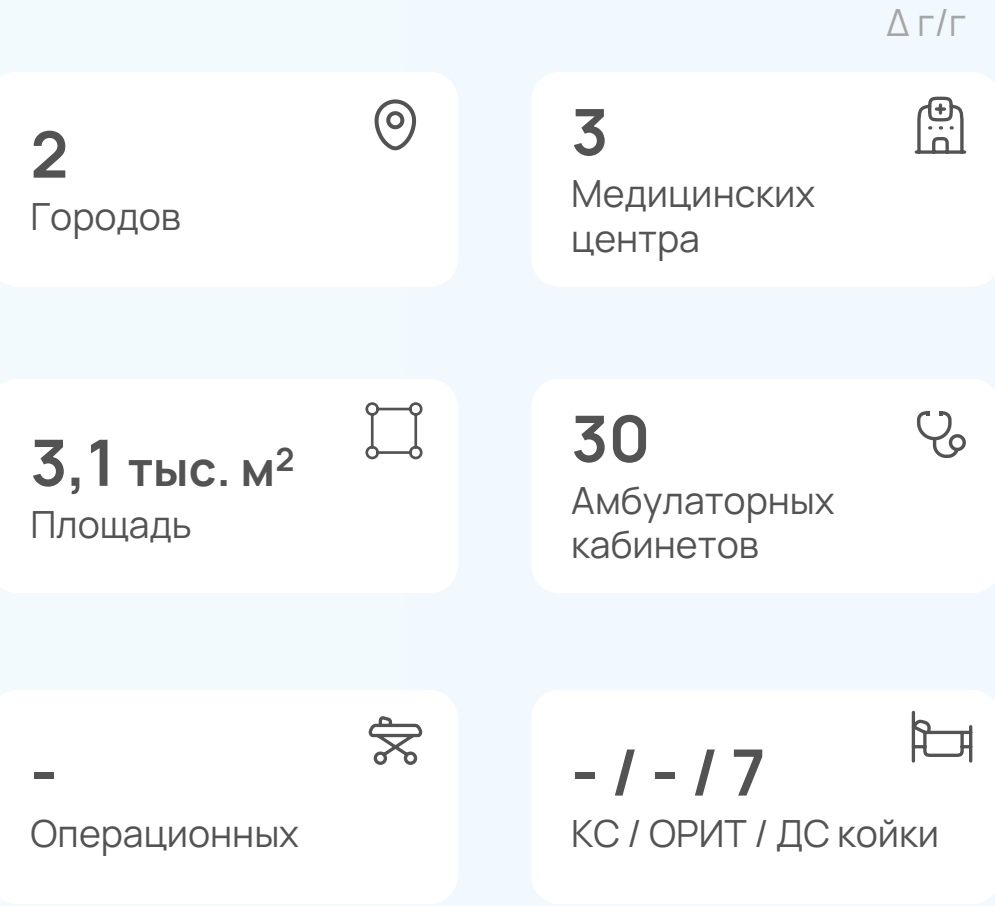 Δ г/г
2
Городов
3
Медицинских
центра
3,1 тыс. м²
Площадь
30
Амбулаторных
кабинетов
-
Операционных
- / - / 7
КС / ОРИТ / ДС койки